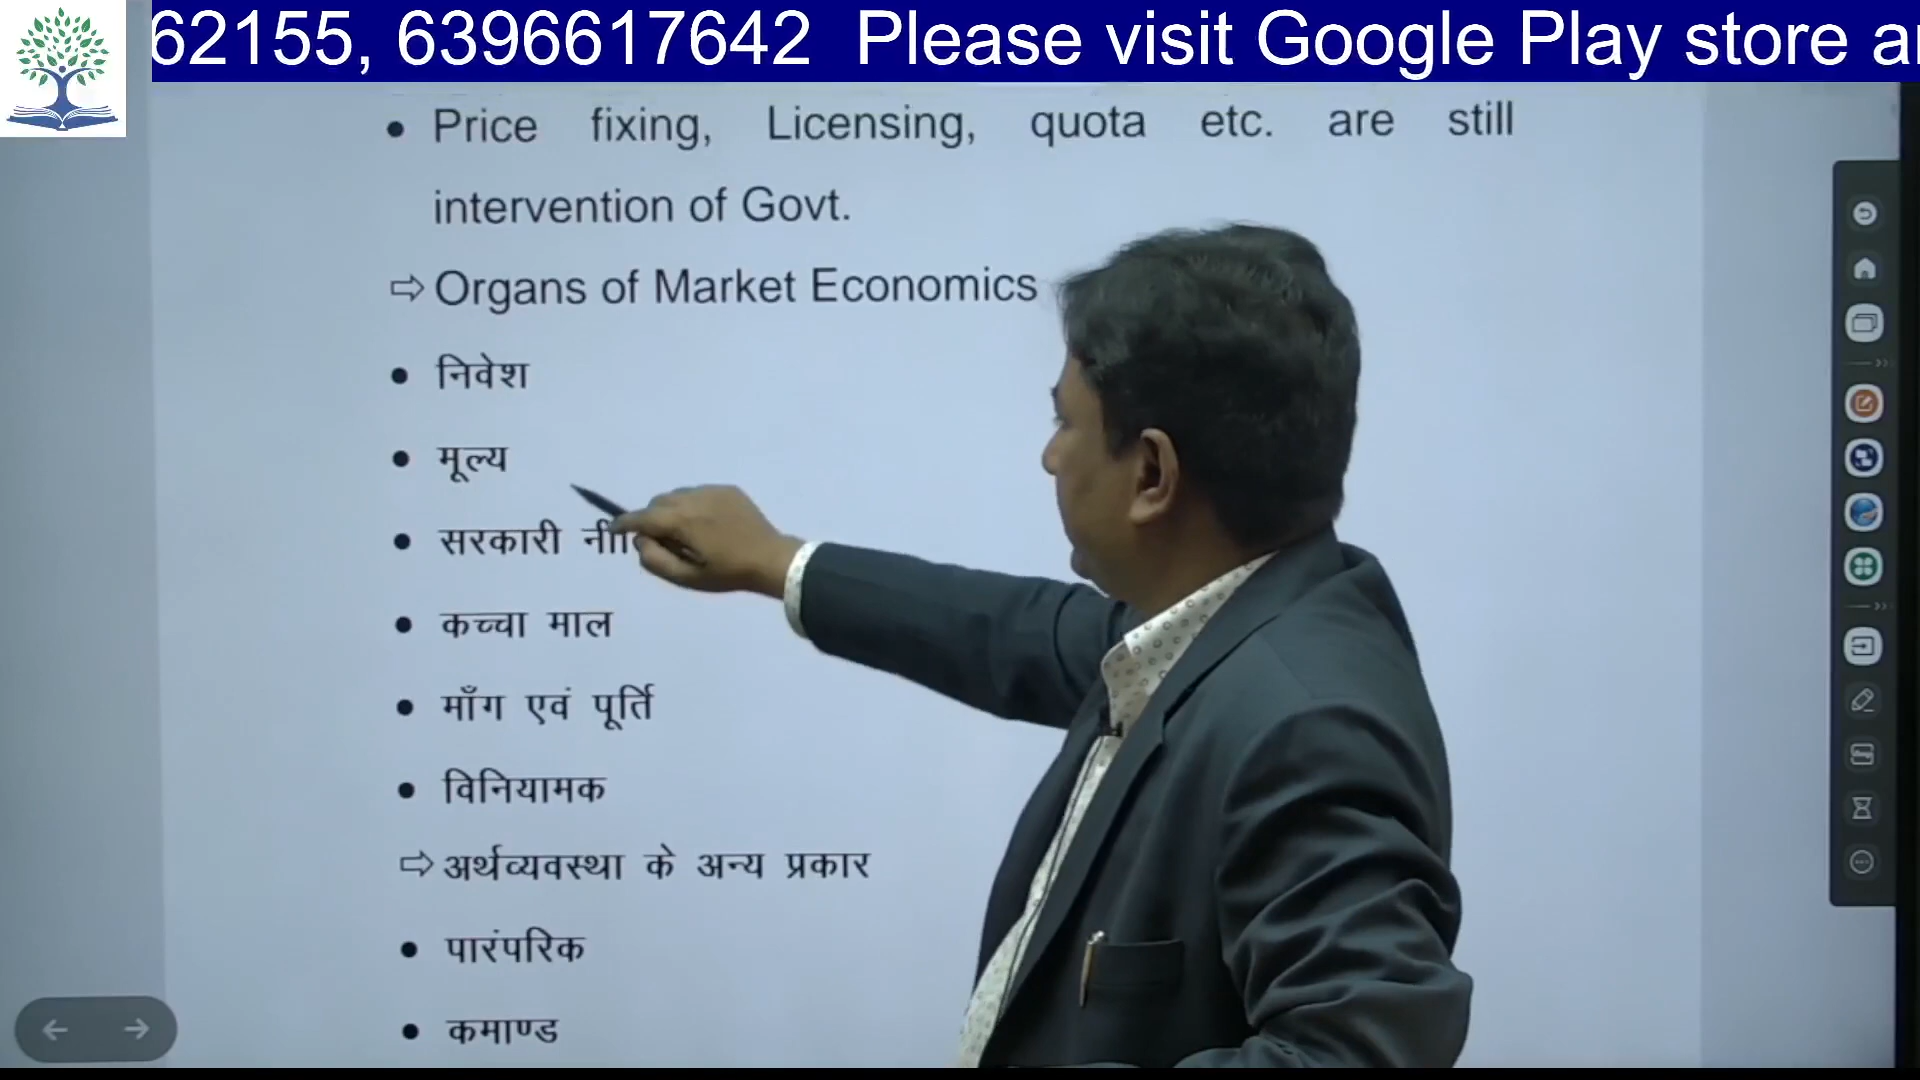 62155, 6396617642 Please visit Google Play store
• Price fixing, Licensing, quota etc. are still
intervention of Govt.
⇨ Organs of Market Economics
• निवेश
• मूल्य
• सरकारी
• कच्चा माल
• माँग एवं पूर्ति
• विनियामक
⇨ अर्थव्यवस्था के अन्य प्रकार
• पारंपरिक
• कमाण्ड